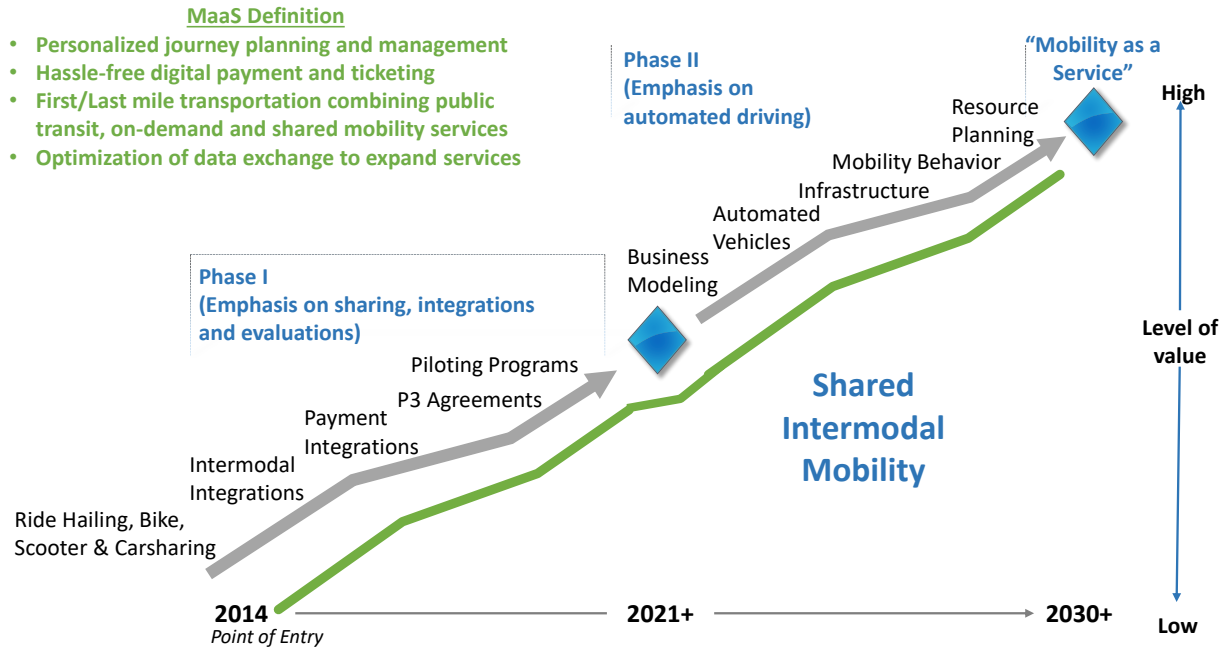 MaaS Definition
• Personalized journey planning and management
• Hassle-free digital payment and ticketing
• First/Last mile transportation combining public
transit, on-demand and shared mobility services
• Optimization of data exchange to expand services
Phase II
(Emphasis on
automated driving)
“Mobility as a
Service”
High
Resource
Planning
Mobility Behavior
Infrastructure
Automated
Vehicles
Business
Modeling
Phase I
(Emphasis on sharing, integrations
and evaluations)
Level of
value
Piloting Programs
P3 Agreements
Payment
Integrations
Intermodal
Integrations
Ride Hailing, Bike,
Scooter & Carsharing
Shared
Intermodal
Mobility
2014
Point of Entry
2021+
2030+
Low